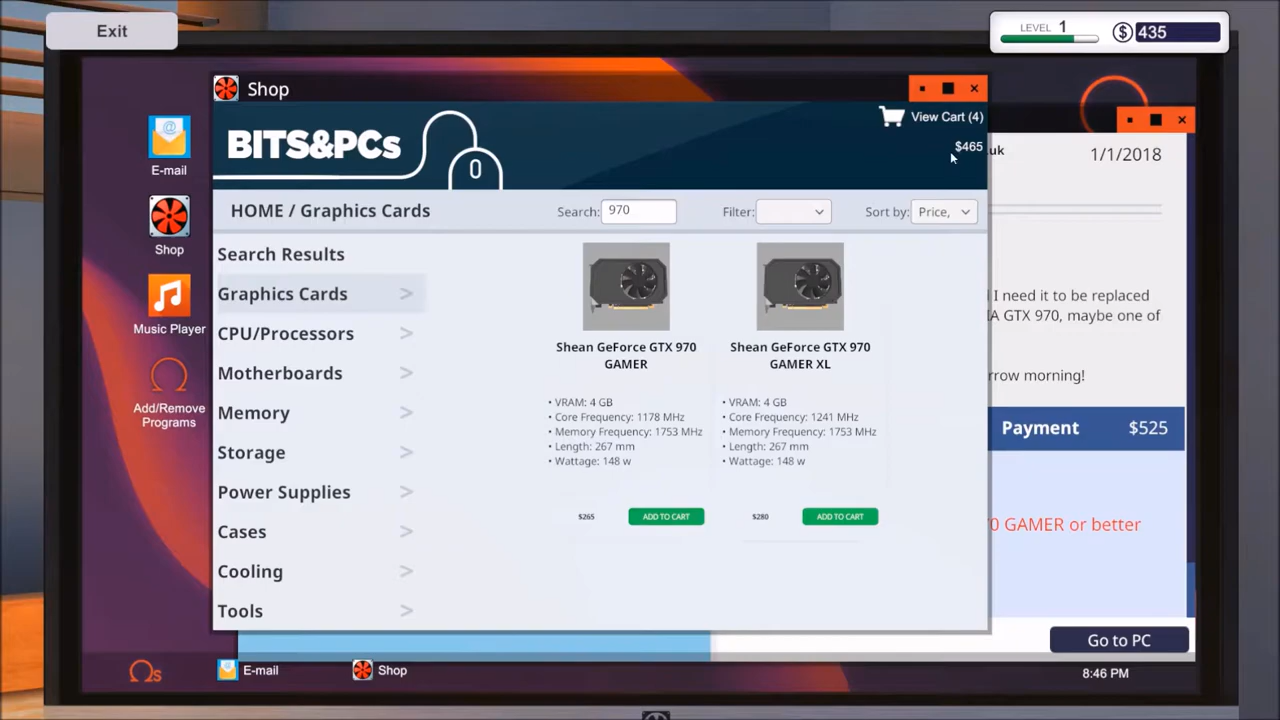 Exit
LEVEL 1
$ 435
Shop
View Cart (4)
$465
BITS&PCs
uk
1/1/2018
HOME / Graphics Cards
Search: 970
Filter:
Sort by: Price,
E-mail
Shop
Music Player
Add/Remove
Programs
Search Results
Graphics Cards >
CPU/Processors >
Motherboards >
Memory >
Storage >
Power Supplies >
Cases >
Cooling >
Tools >
Shean GeForce GTX 970
GAMER
• VRAM: 4 GB
• Core Frequency: 1178 MHz
• Memory Frequency: 1753 MHz
• Length: 267 mm
• Wattage: 148 w
$265
ADD TO CART
Shean GeForce GTX 970
GAMER XL
• VRAM: 4 GB
• Core Frequency: 1241 MHz
• Memory Frequency: 1753 MHz
• Length: 267 mm
• Wattage: 148 w
$280
ADD TO CART
I need it to be replaced
GTX 970, maybe one of
morning!
Payment $525
GAMER or better
Go to PC
Ωs
E-mail
Shop
8:46 PM